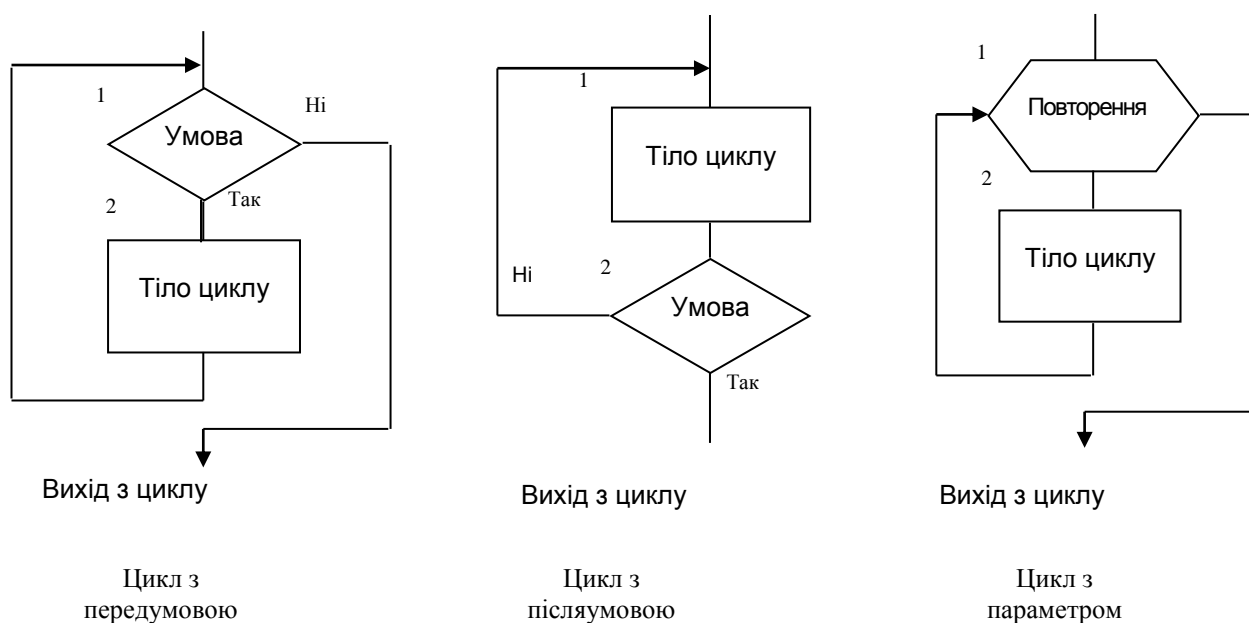 1
Умова
Ні
Так
2
Тіло циклу
Вихід з циклу
Цикл з
передумовою
1
Тіло циклу
2
Ні
Умова
Так
Вихід з циклу
Цикл з
післяумовою
1
Повторення
2
Тіло циклу
Вихід з циклу
Цикл з
параметром